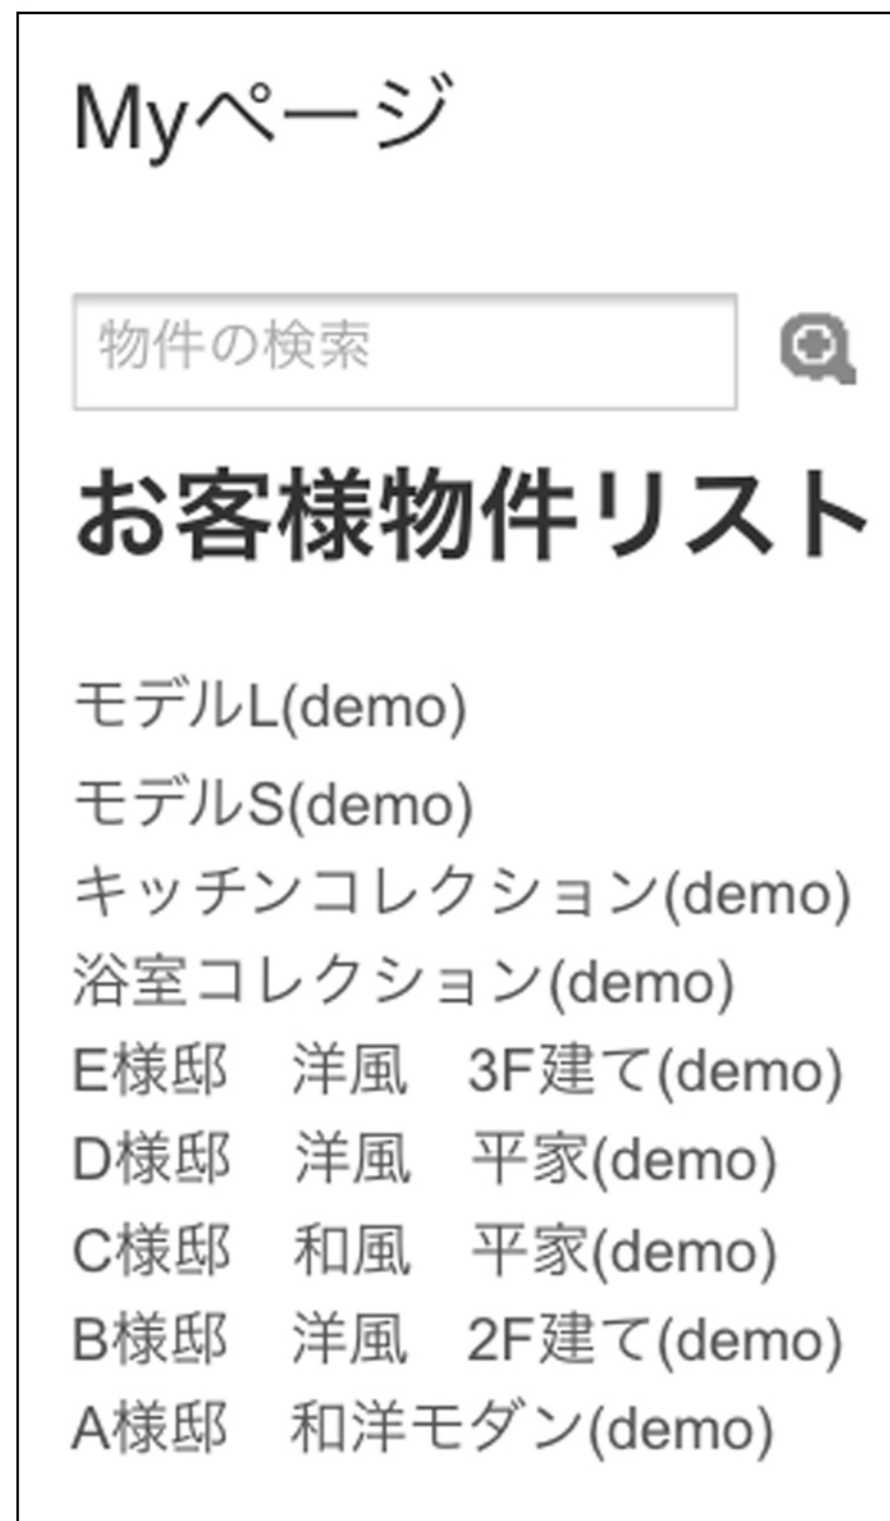 Myページ
物件の検索
お客様物件リスト
モデルL(demo)
モデルS(demo)
キッチンコレクション(demo)
浴室コレクション(demo)
E様邸　洋風　3F建て(demo)
D様邸　洋風　平家(demo)
C様邸　和風　平家(demo)
B様邸　洋風　2F建て(demo)
A様邸　和洋モダン(demo)